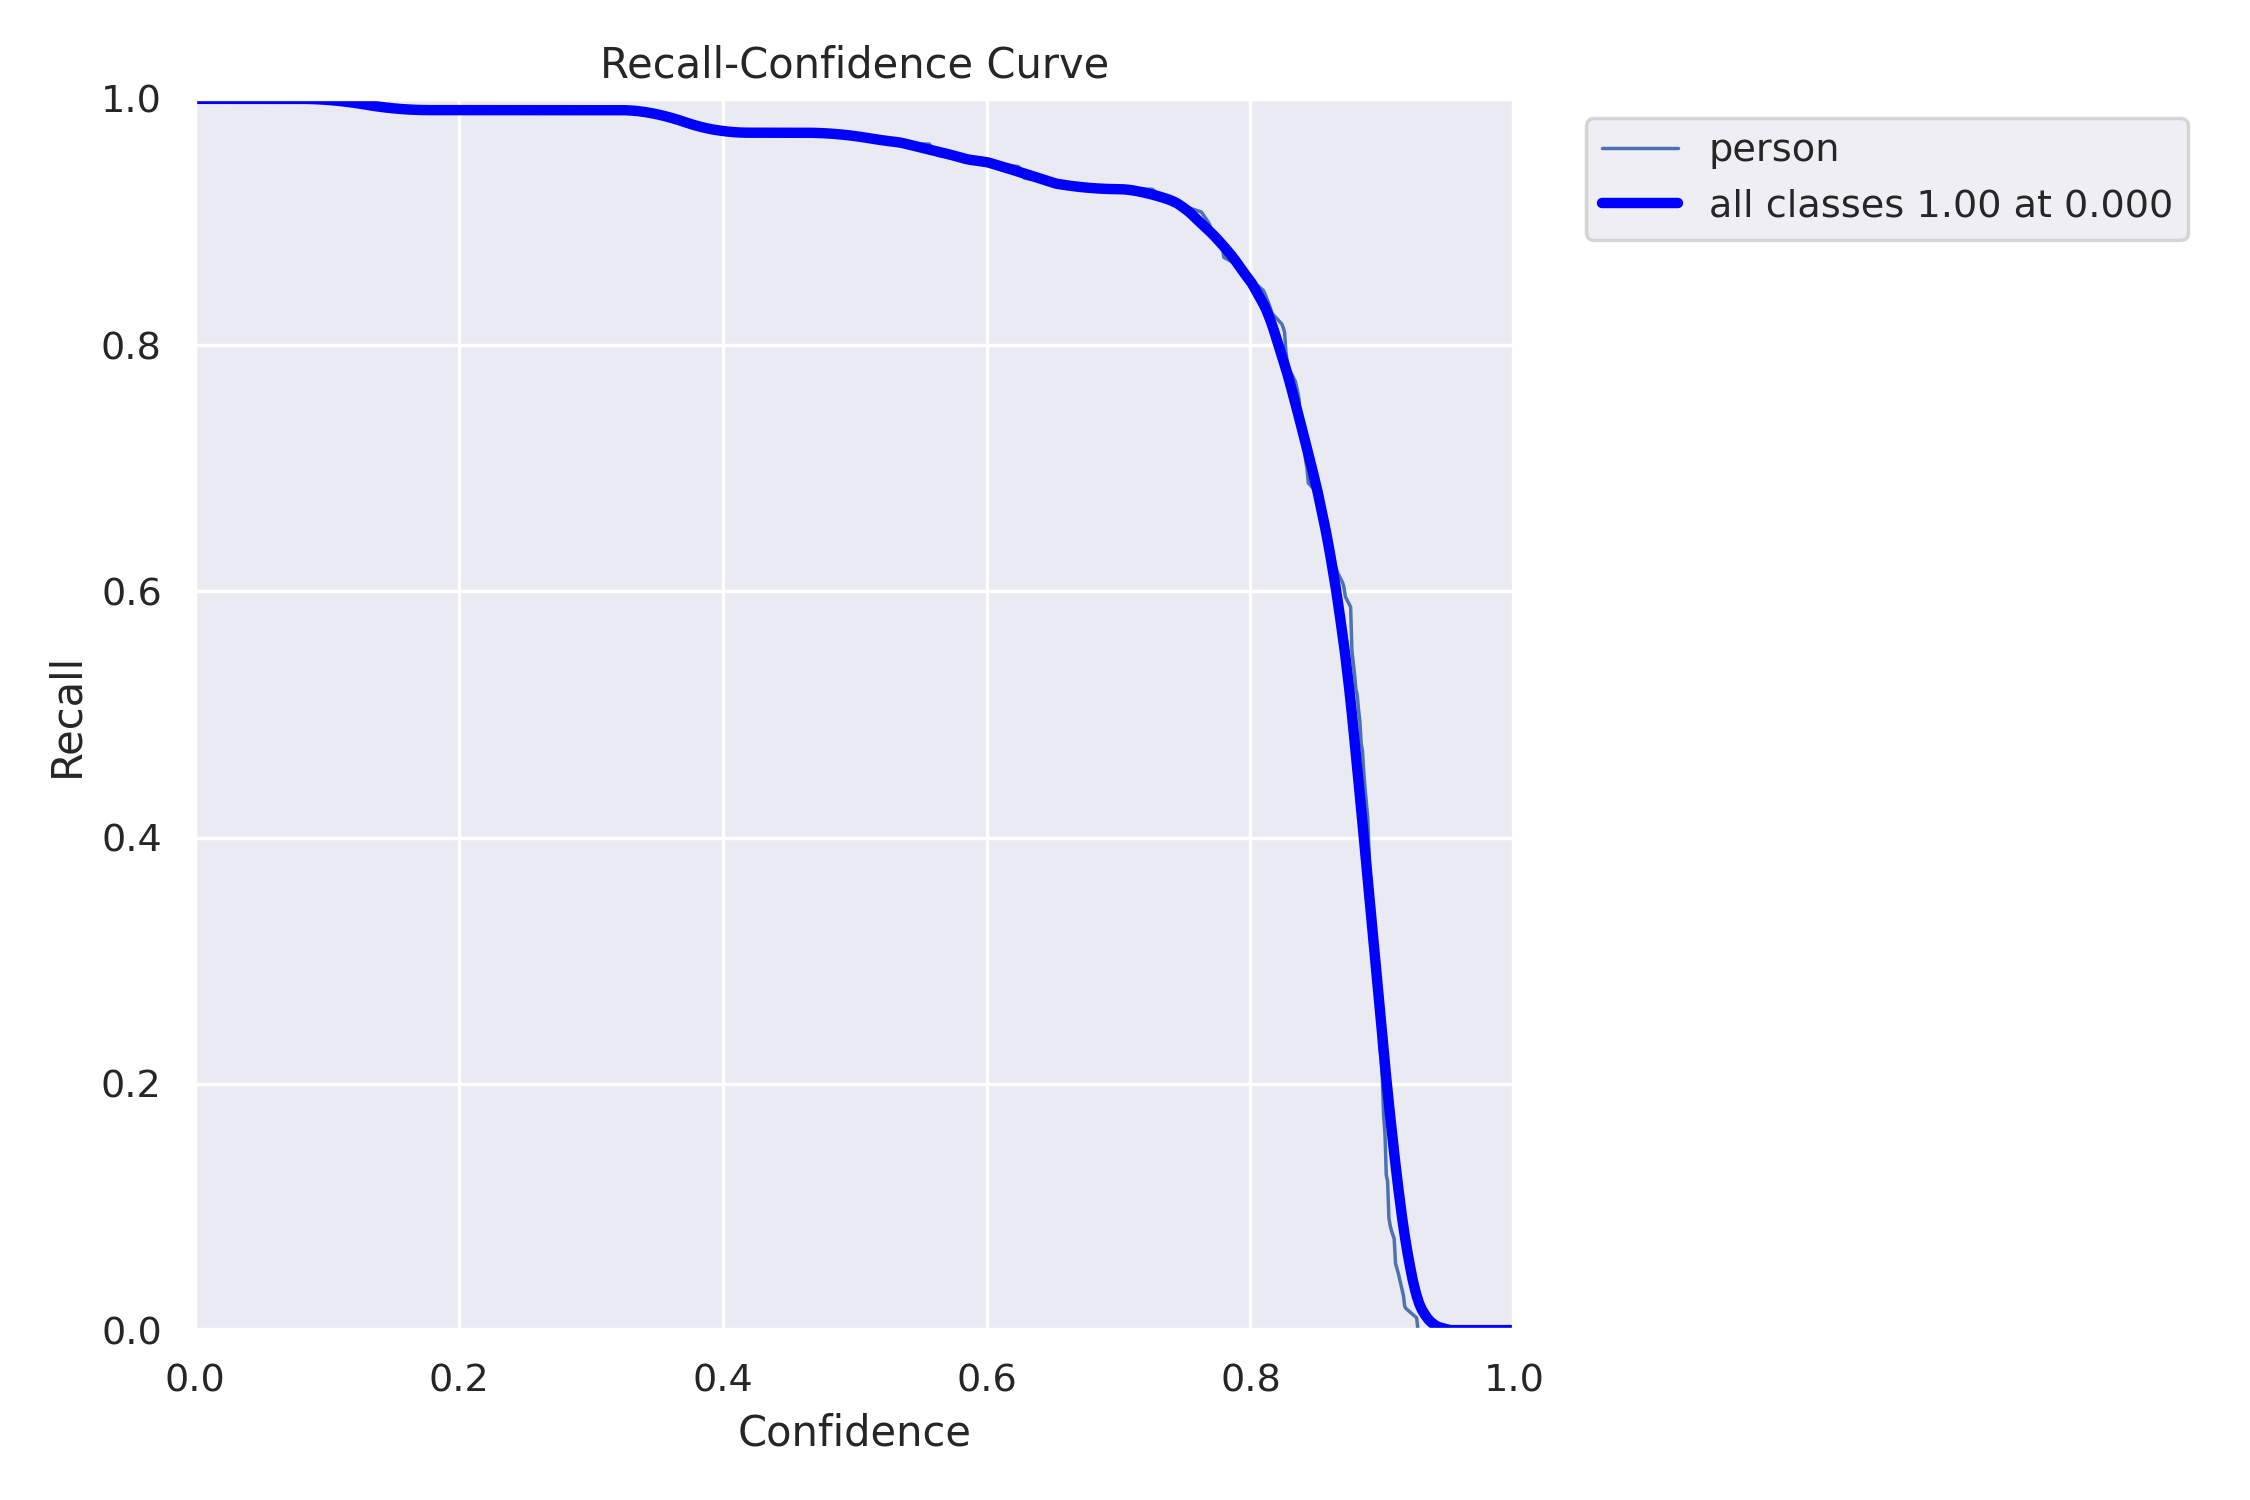 Recall-Confidence Curve
1.0
0.8
0.6
0.4
0.2
0.0
Recall
0.0 0.2 0.4 0.6 0.8 1.0
Confidence
person
all classes 1.00 at 0.000